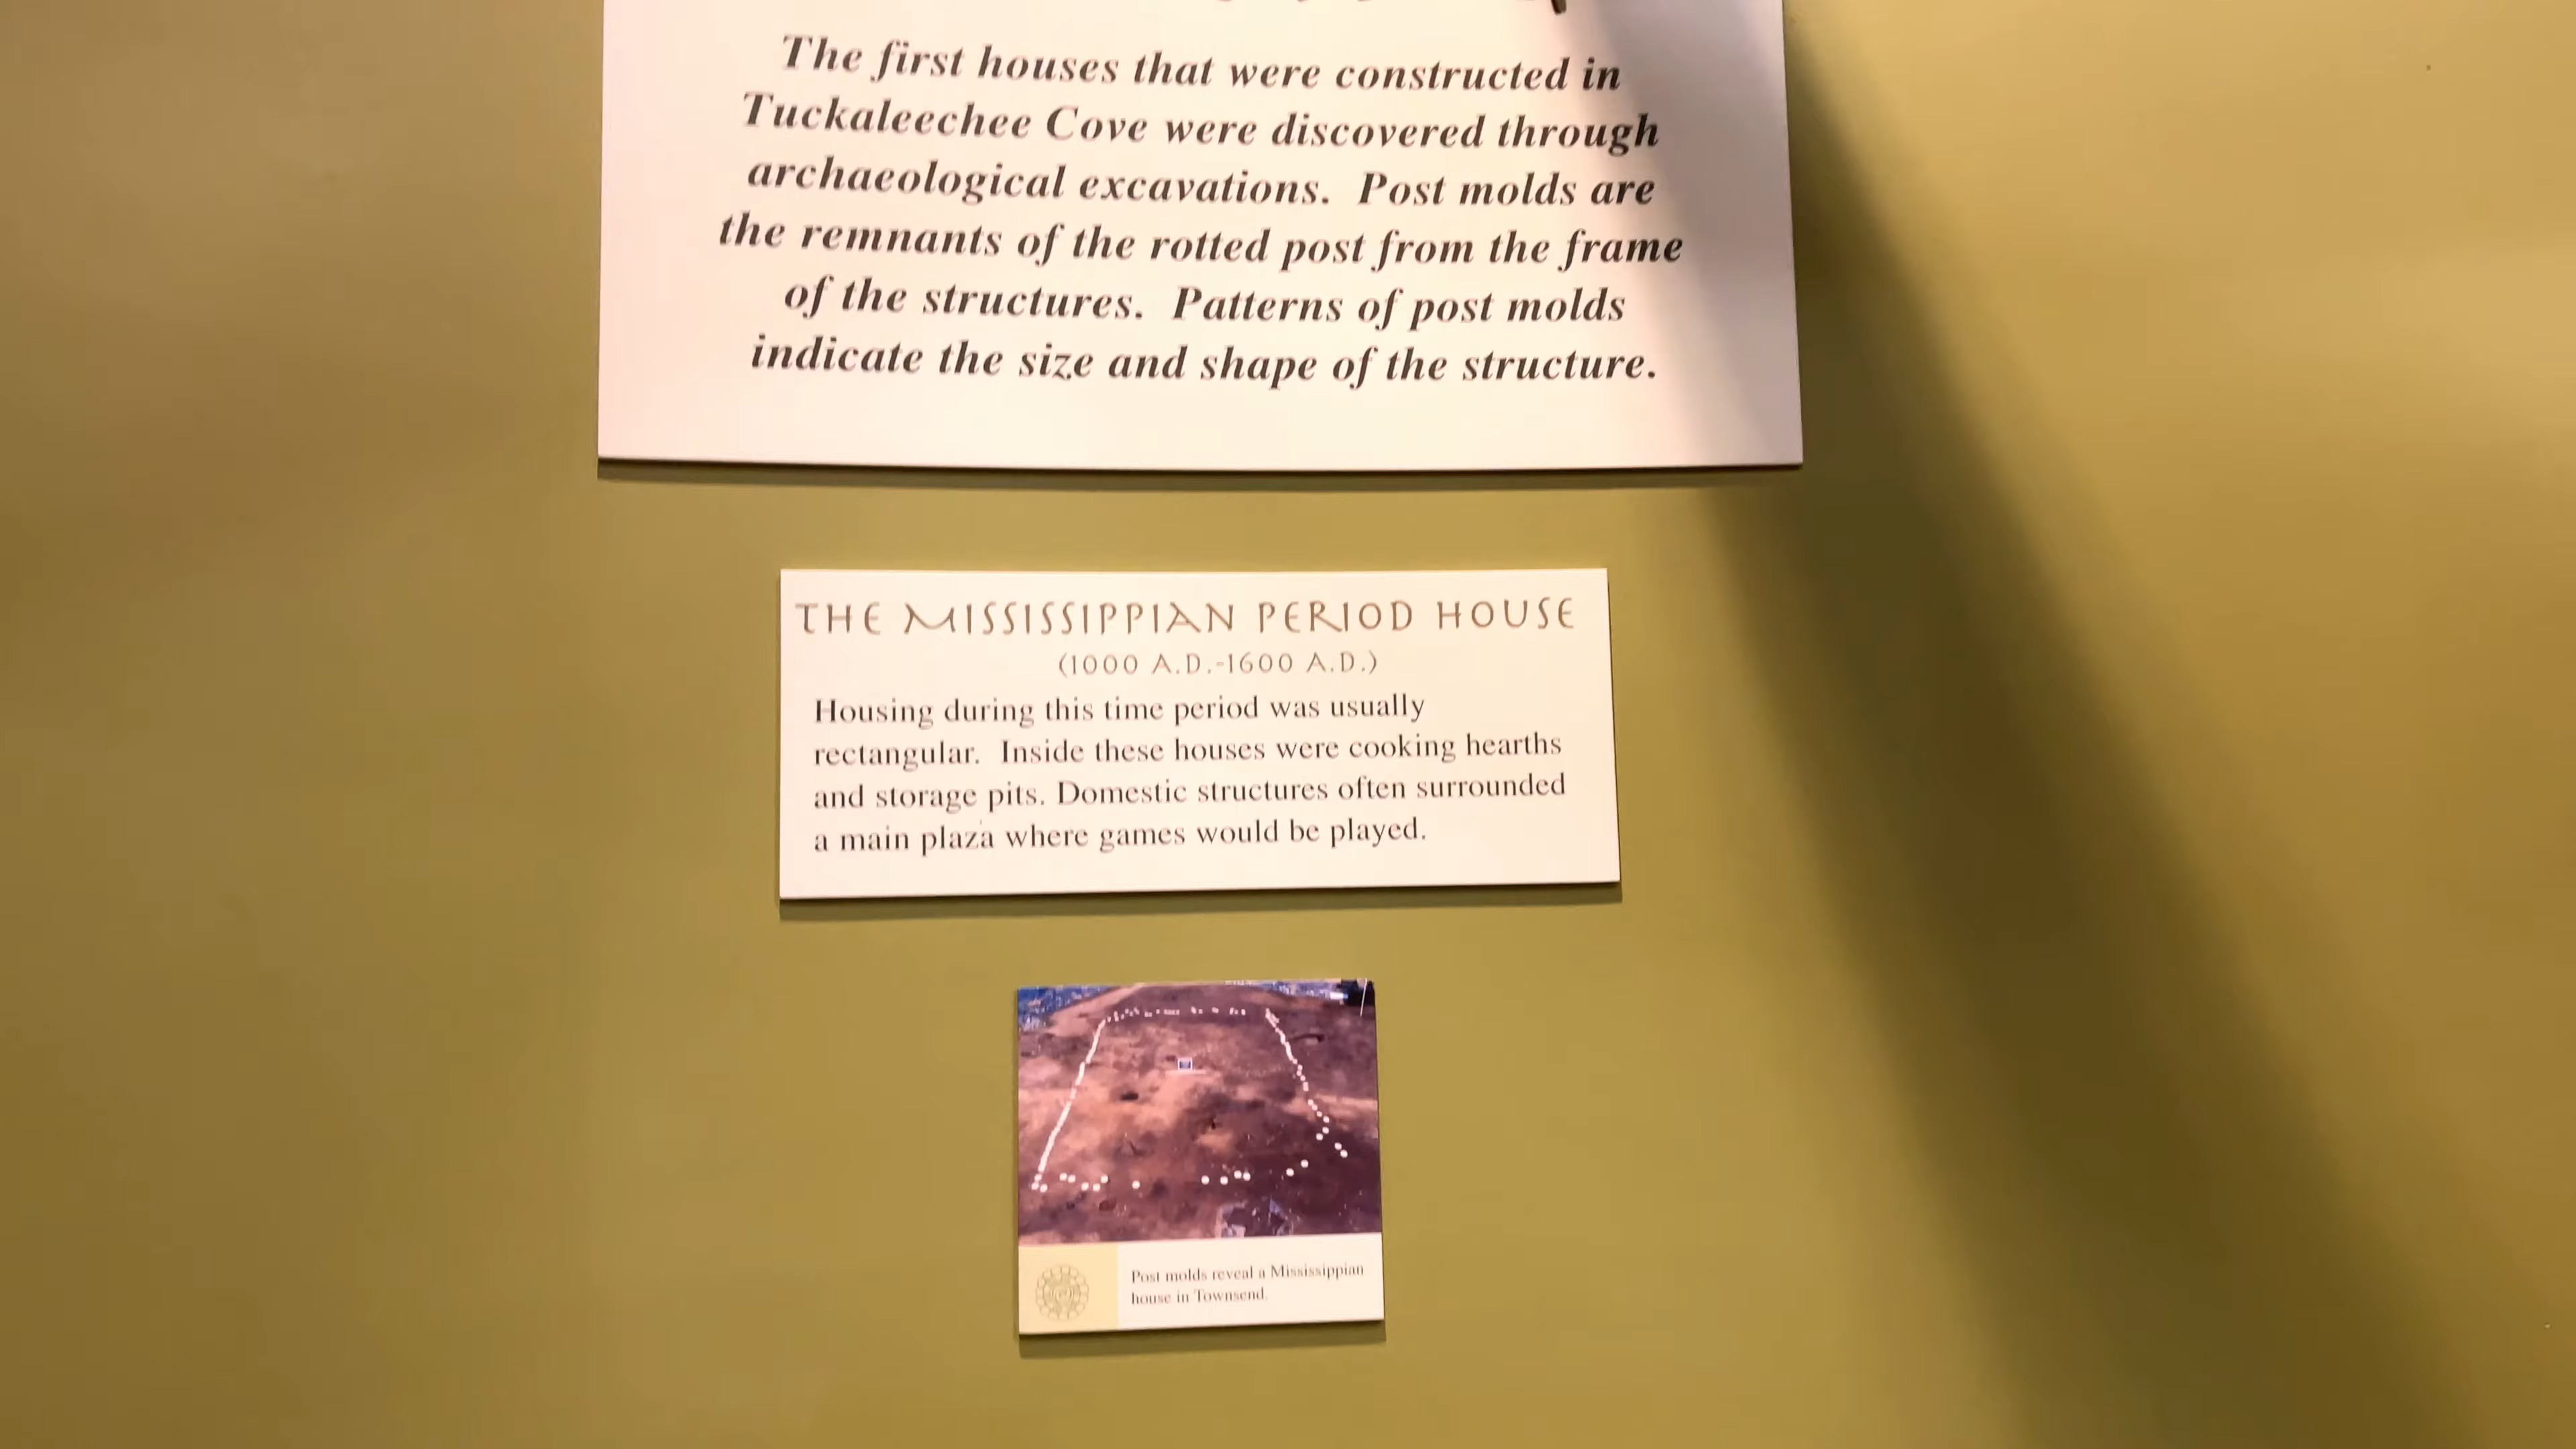 The first houses that were constructed in
Tuckaleechee Cove were discovered through
archaeological excavations. Post molds are
the remnants of the rotted post from the frame
of the structures. Patterns of post molds
indicate the size and shape of the structure.
THE MISSISSIPPIAN PERIOD HOUSE
(1000 A.D.-1600 A.D.)
Housing during this time period was usually
rectangular. Inside these houses were cooking hearths
and storage pits. Domestic structures often surrounded
a main plaza where games would be played.
Post molds reveal a Mississippian
house in Townsend.